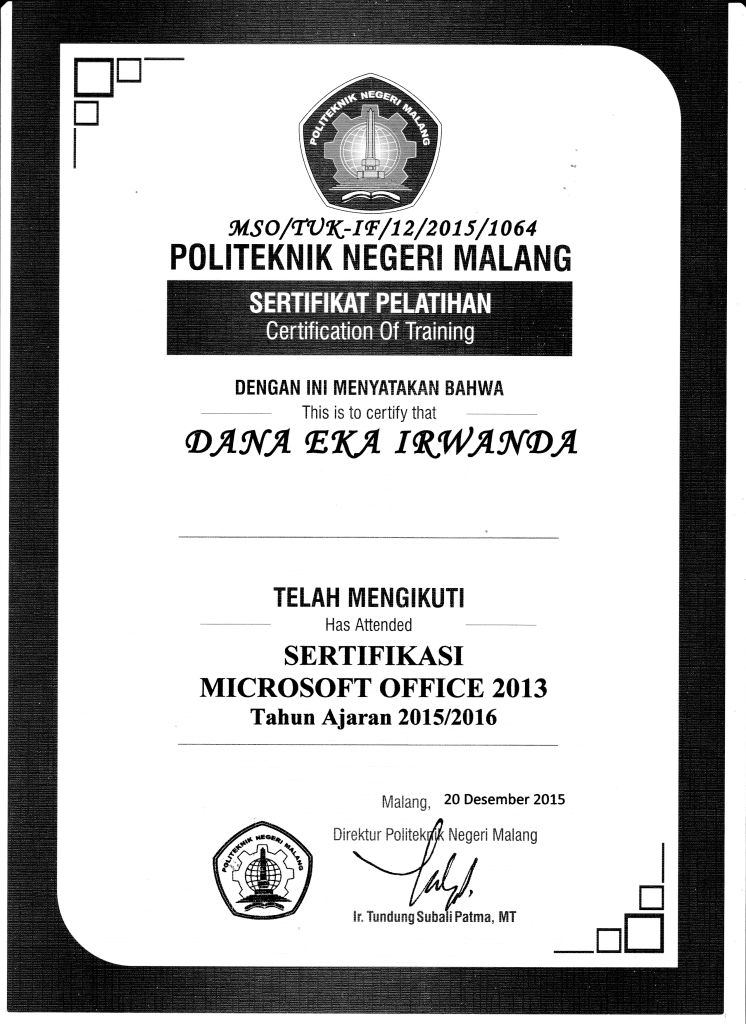 POLITEKNIK NEGERI MALANG
MSO/TUK-IF/12/2015/1064
POLITEKNIK NEGERI MALANG
SERTIFIKAT PELATIHAN
Certification Of Training
DENGAN INI MENYATAKAN BAHWA
This is to certify that
DANA EKA IRWANDA
TELAH MENGIKUTI
Has Attended
SERTIFIKASI
MICROSOFT OFFICE 2013
Tahun Ajaran 2015/2016
Malang, 20 Desember 2015
Direktur Politeknik Negeri Malang
POLITEKNIK NEGERI MALANG
Ir. Tundung Subali Patma, MT